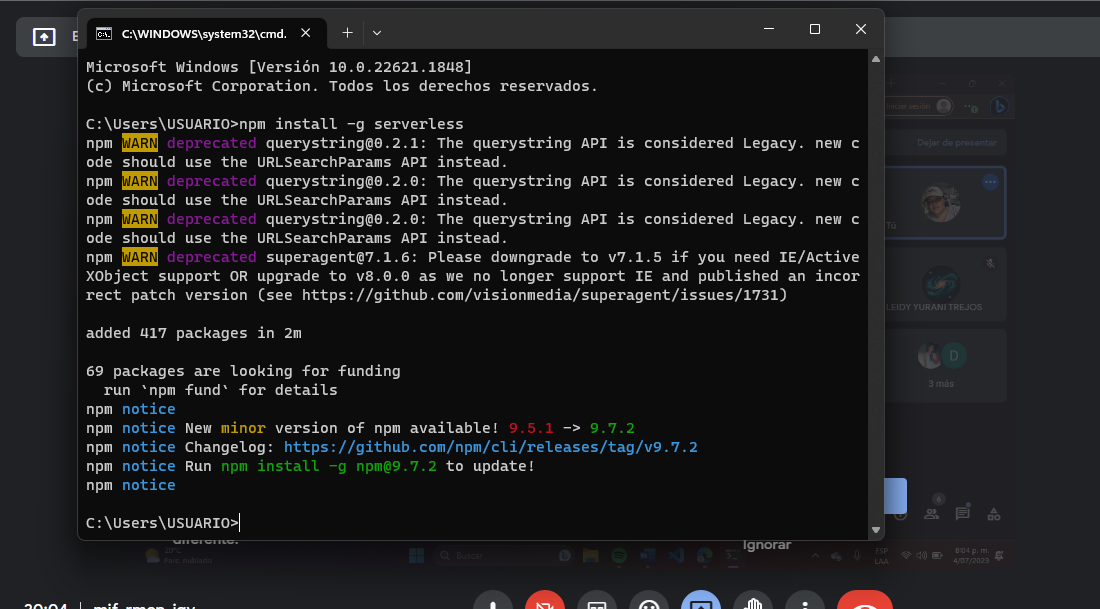 C:\WINDOWS\system32\cmd.
Microsoft Windows [Versión 10.0.22621.1848]
(c) Microsoft Corporation. Todos los derechos reservados.
C:\Users\USUARIO>npm install -g serverless
npm WARN deprecated querystring@0.2.1: The querystring API is considered Legacy. new c
ode should use the URLSearchParams API instead.
npm WARN deprecated querystring@0.2.0: The querystring API is considered Legacy. new c
ode should use the URLSearchParams API instead.
npm WARN deprecated querystring@0.2.0: The querystring API is considered Legacy. new c
ode should use the URLSearchParams API instead.
npm WARN deprecated superagent@7.1.6: Please downgrade to v7.1.5 if you need IE/Active
XObject support OR upgrade to v8.0.0 as we no longer support IE and published an incor
rect patch version (see https://github.com/visionmedia/superagent/issues/1731)
added 417 packages in 2m
69 packages are looking for funding
run `npm fund` for details
npm notice
npm notice New minor version of npm available! 9.5.1 -> 9.7.2
npm notice Changelog: https://github.com/npm/cli/releases/tag/v9.7.2
npm notice Run npm install -g npm@9.7.2 to update!
npm notice
C:\Users\USUARIO>
Dejar de presentar
Tú
LEIDY YURANI TREJOS
D
3 más
diferente.
Ignorar
Buscar
ESP
LAA
6:04 p. m.
4/07/2023
20:04